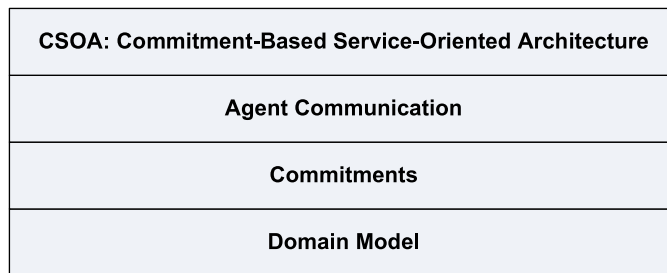 CSOA: Commitment-Based Service-Oriented Architecture
Agent Communication
Commitments
Domain Model